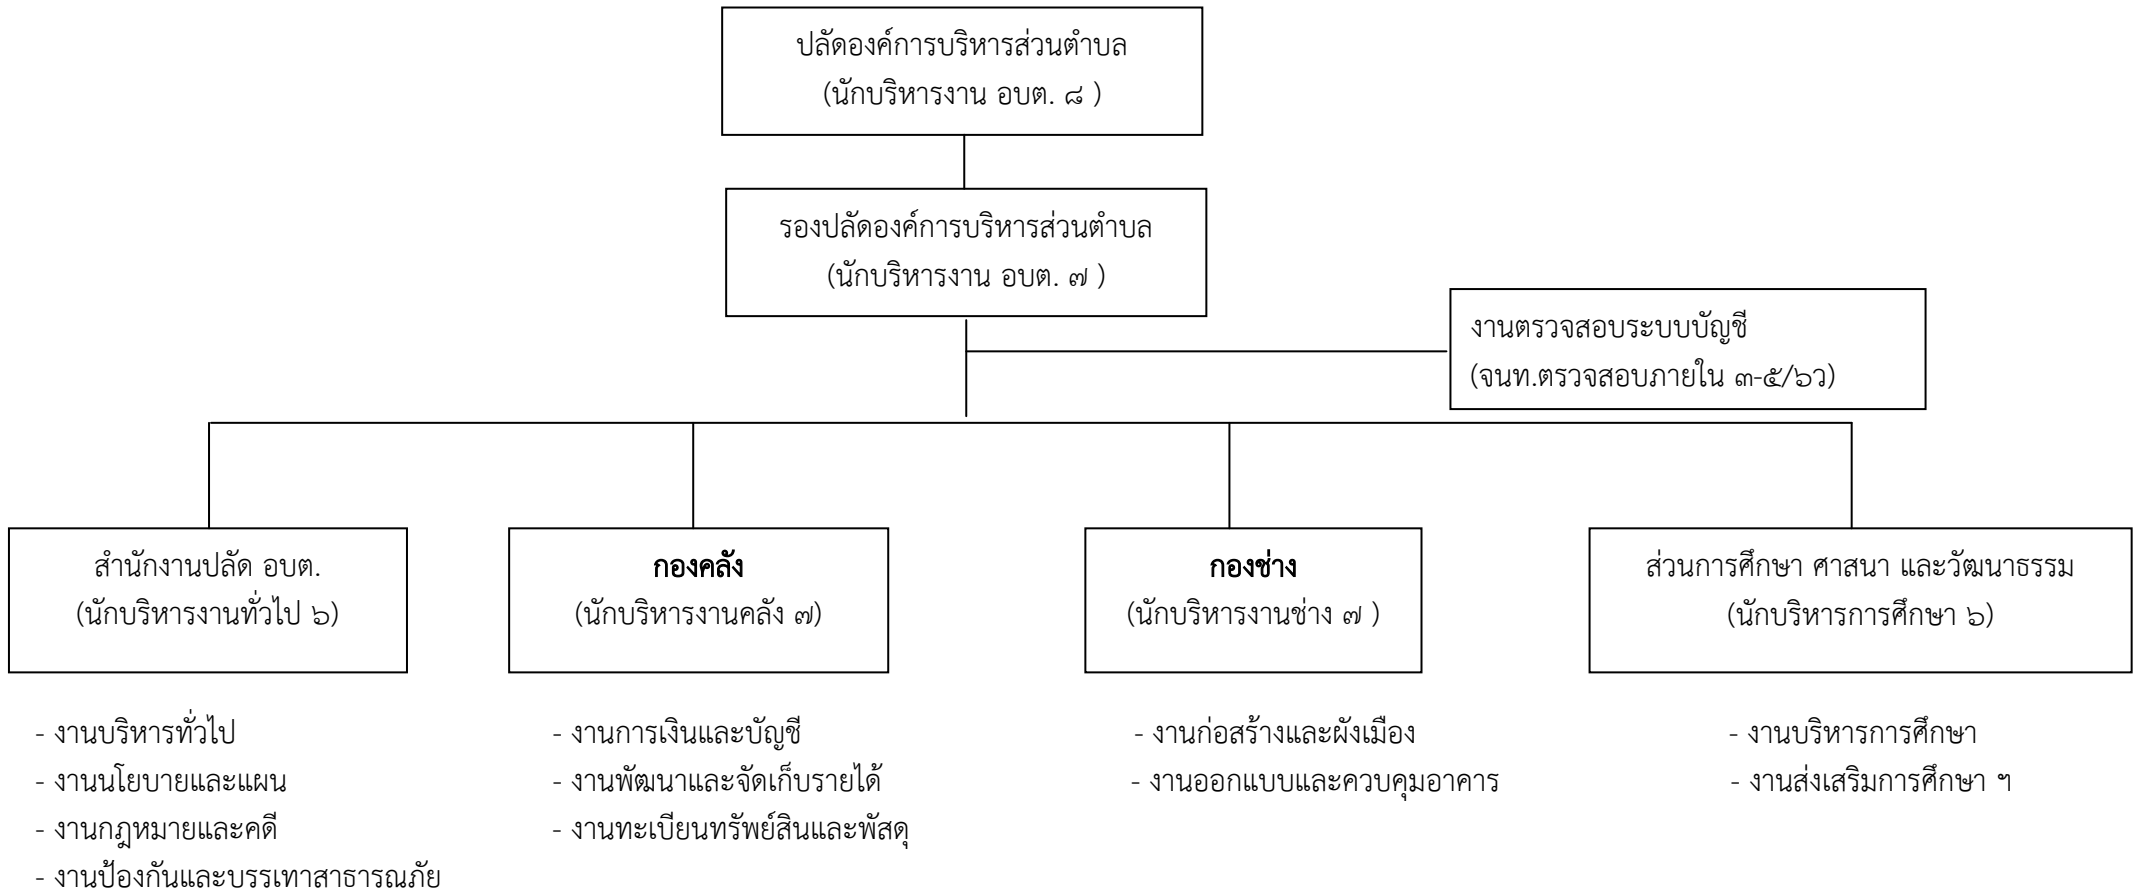 ปลัดองค์การบริหารส่วนตำบล
(นักบริหารงาน อบต. ๘ )
รองปลัดองค์การบริหารส่วนตำบล
(นักบริหารงาน อบต. ๗ )
งานตรวจสอบระบบบัญชี
(จนท.ตรวจสอบภายใน ๓-๕/๖ว)
สำนักงานปลัด อบต.
(นักบริหารงานทั่วไป ๖)
กองคลัง
(นักบริหารงานคลัง ๗)
กองช่าง
(นักบริหารงานช่าง ๗ )
ส่วนการศึกษา ศาสนา และวัฒนาธรรม
(นักบริหารการศึกษา ๖)
- งานบริหารทั่วไป
- งานนโยบายและแผน
- งานกฎหมายและคดี
- งานป้องกันและบรรเทาสาธารณภัย
- งานการเงินและบัญชี
- งานพัฒนาและจัดเก็บรายได้
- งานทะเบียนทรัพย์สินและพัสดุ
- งานก่อสร้างและผังเมือง
- งานออกแบบและควบคุมอาคาร
- งานบริหารการศึกษา
- งานส่งเสริมการศึกษา ฯ